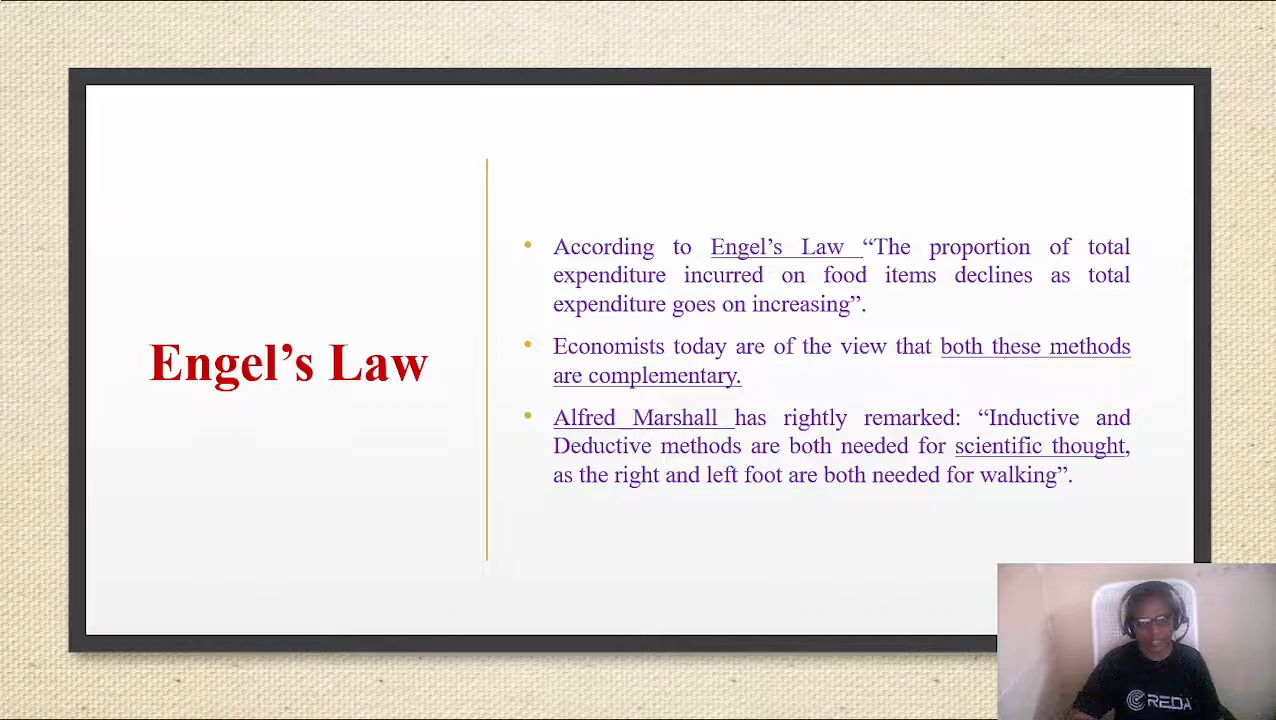 Engel’s Law
According to Engel’s Law “The proportion of total
expenditure incurred on food items declines as total
expenditure goes on increasing”.
Economists today are of the view that both these methods
are complementary.
Alfred Marshall has rightly remarked: “Inductive and
Deductive methods are both needed for scientific thought,
as the right and left foot are both needed for walking”.
REDA